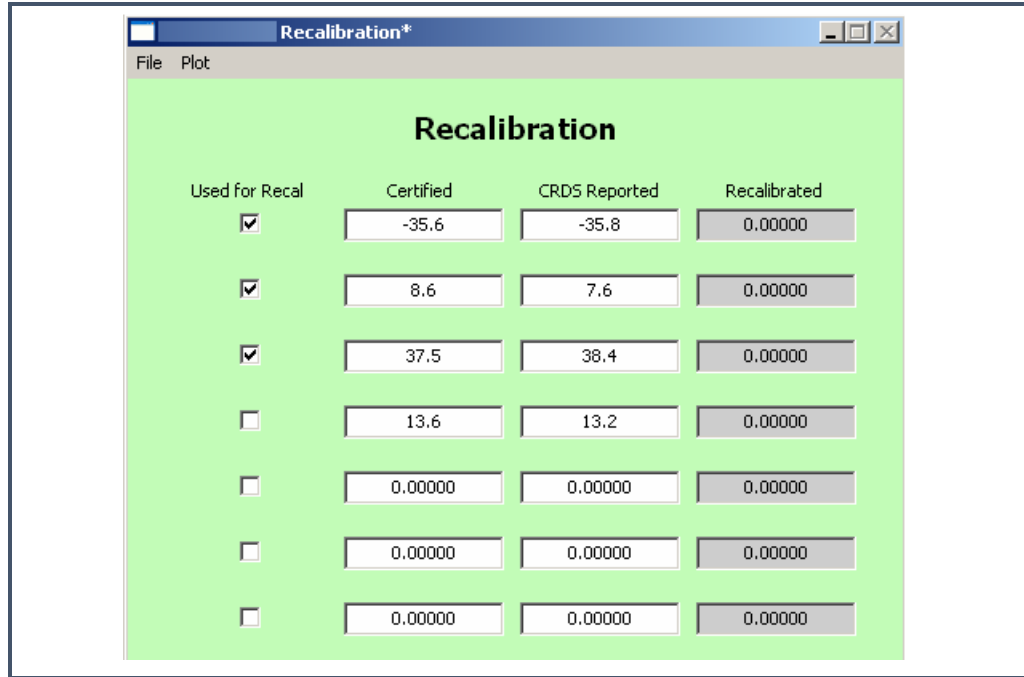 Recalibration*
File Plot
Recalibration
Used for Recal Certified CRDS Reported Recalibrated
-35.6 -35.8 0.00000
8.6 7.6 0.00000
37.5 38.4 0.00000
13.6 13.2 0.00000
0.00000 0.00000 0.00000
0.00000 0.00000 0.00000
0.00000 0.00000 0.00000